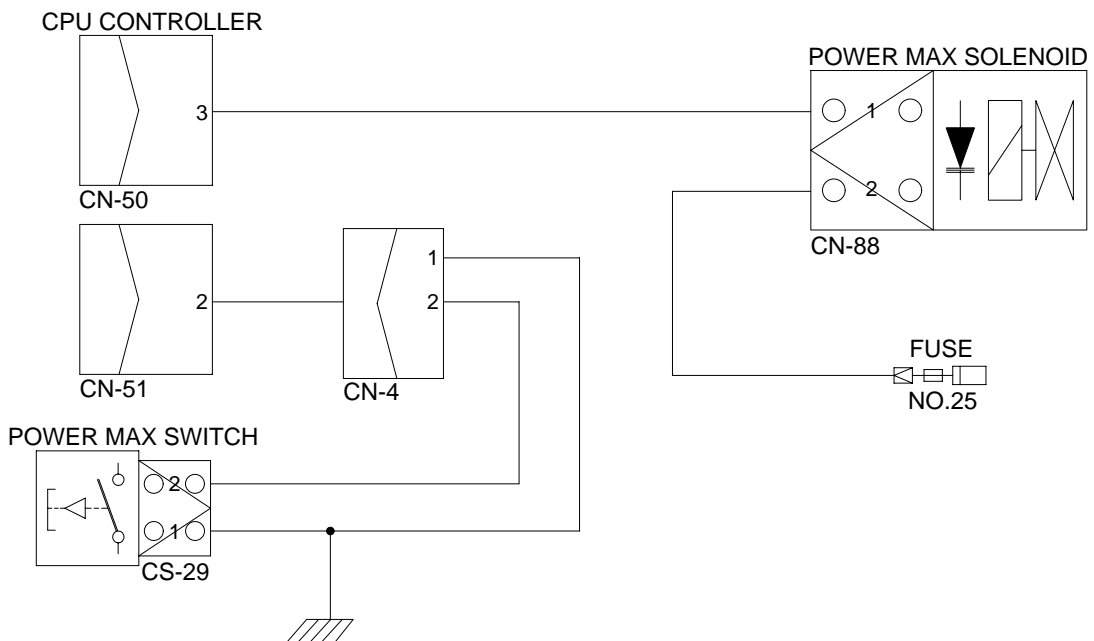 CPU CONTROLLER
3
CN-50
POWER MAX SOLENOID
1
2
CN-88
2
CN-51
1
2
CN-4
FUSE
NO.25
POWER MAX SWITCH
2
1
CS-29